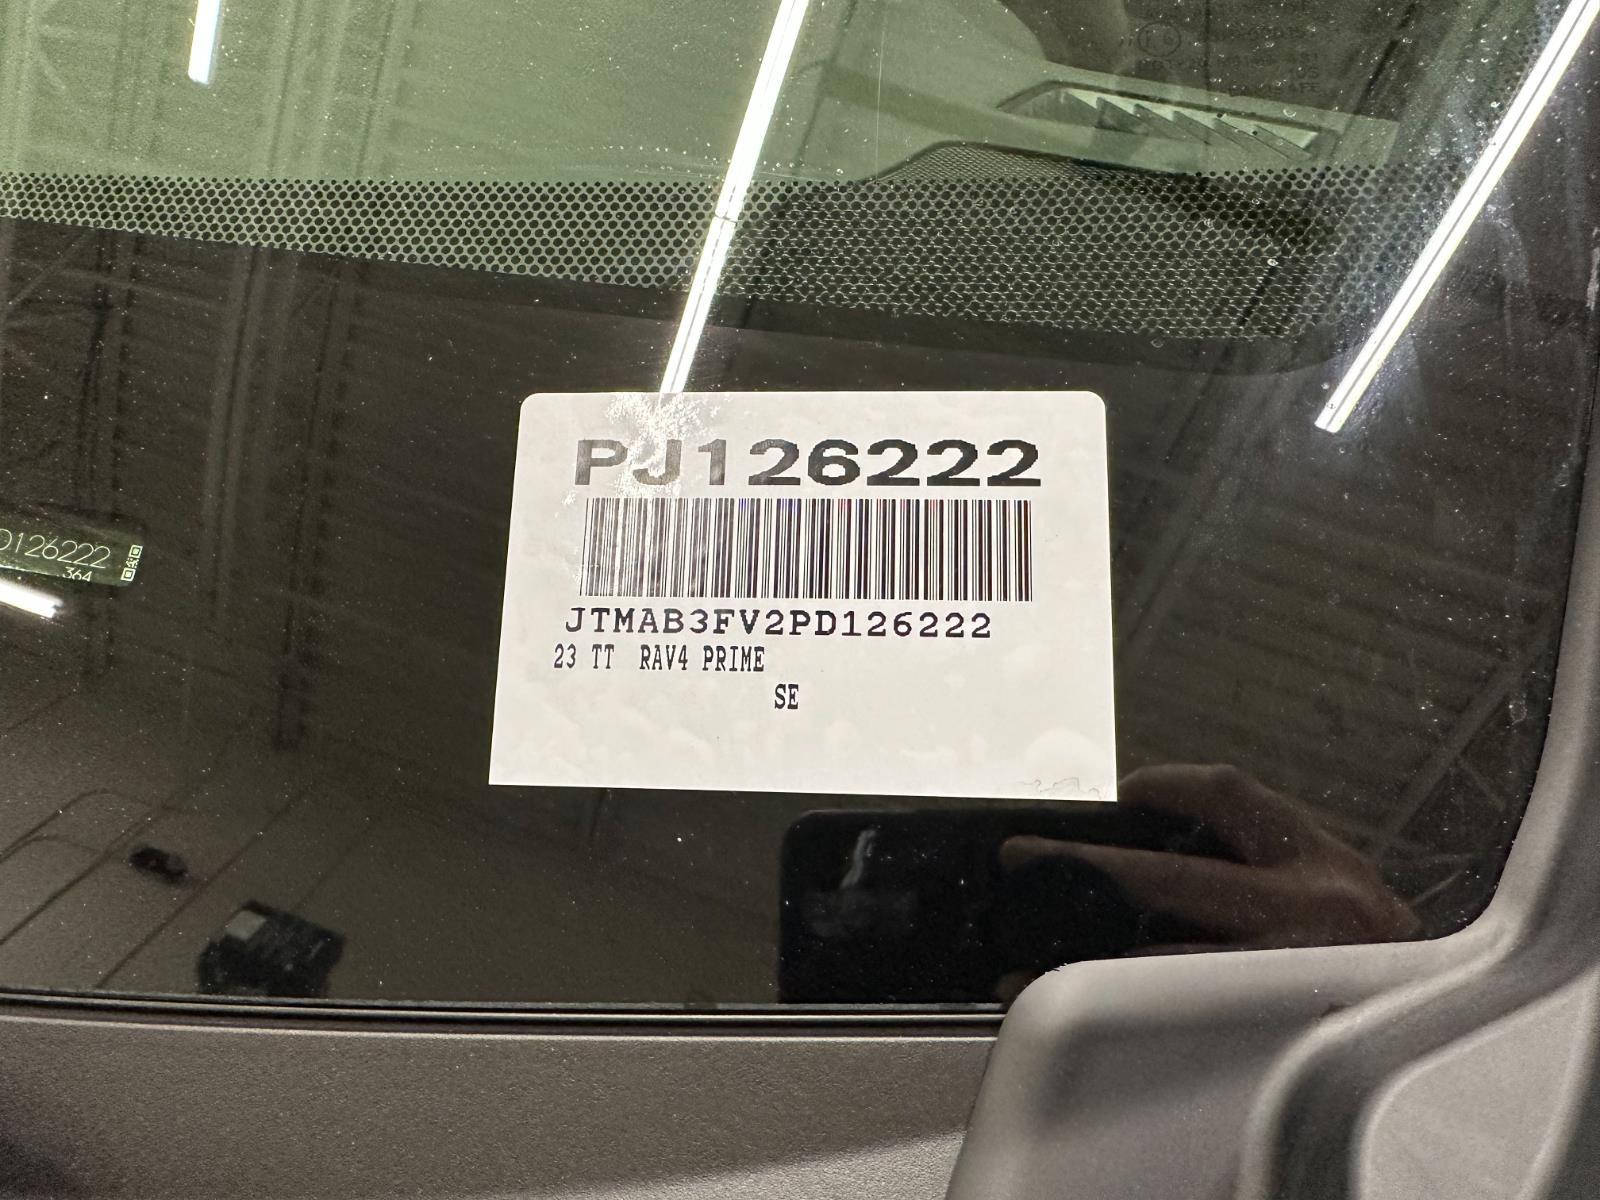 PJ126222
JTMAB3FV2PD126222
23 TT RAV4 PRIME
SE
D126222
364